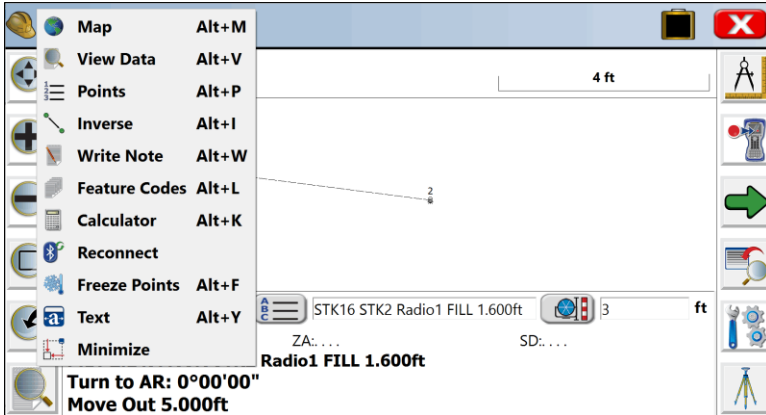 Map Alt+M
View Data Alt+V
Points Alt+P
Inverse Alt+I
Write Note Alt+W
Feature Codes Alt+L
Calculator Alt+K
Reconnect
Freeze Points Alt+F
Text Alt+Y
Minimize
4 ft
2
STK16 STK2 Radio1 FILL 1.600ft 3 ft
ZA:. . . . SD:. . . .
Radio1 FILL 1.600ft
Turn to AR: 0°00'00"
Move Out 5.000ft